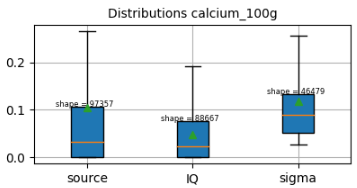 Distributions calcium_100g
0.2
0.1
0.0
shape = 97357
shape = 88667
shape = 46479
source
IQ
sigma